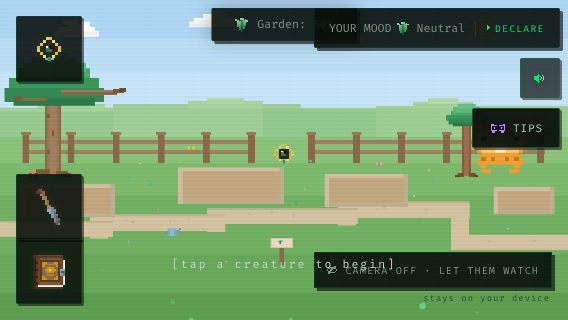 Garden:
YOUR MOOD Neutral DECLARE
TIPS
[tap a creature to begin]
CAMERA OFF · LET THEM WATCH
stays on your device